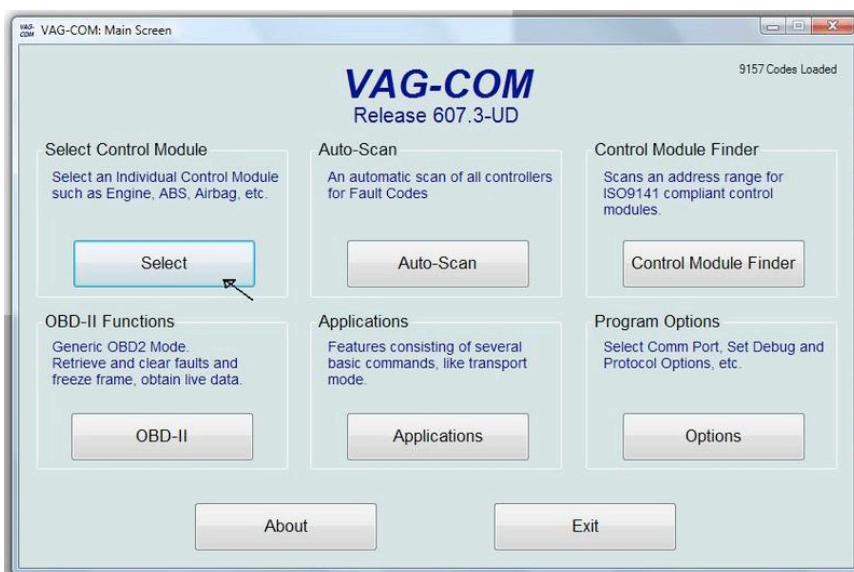 VAG-COM: Main Screen
9157 Codes Loaded
VAG-COM
Release 607.3-UD
Select Control Module
Select an Individual Control Module
such as Engine, ABS, Airbag, etc.
Select
Auto-Scan
An automatic scan of all controllers
for Fault Codes
Auto-Scan
Control Module Finder
Scans an address range for
ISO9141 compliant control
modules.
Control Module Finder
OBD-II Functions
Generic OBD2 Mode.
Retrieve and clear faults and
freeze frame, obtain live data.
OBD-II
Applications
Features consisting of several
basic commands, like transport
mode.
Applications
Program Options
Select Comm Port, Set Debug and
Protocol Options, etc.
Options
About
Exit